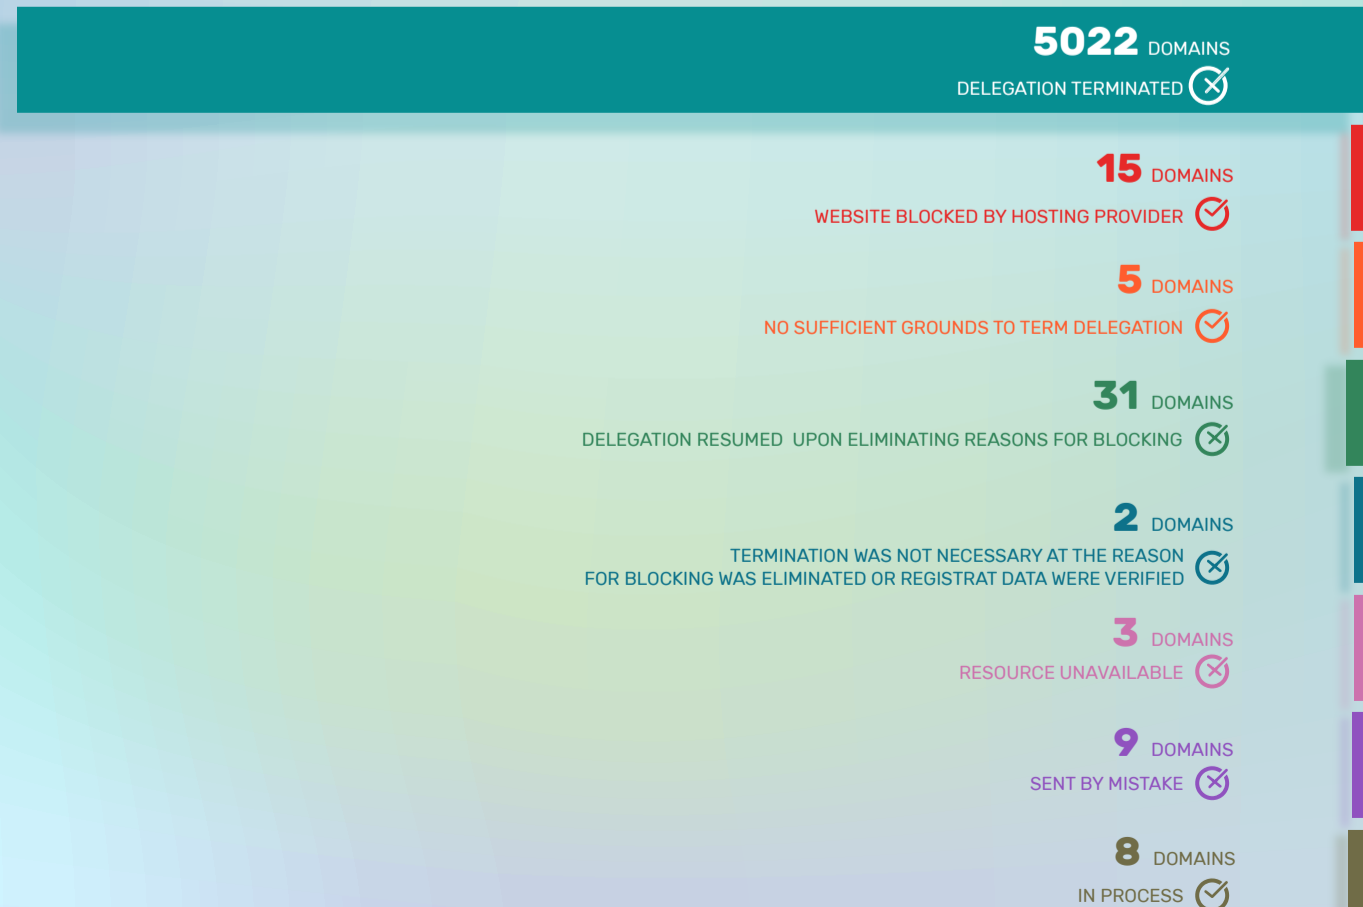 5022 DOMAINS
DELEGATION TERMINATED
15 DOMAINS
WEBSITE BLOCKED BY HOSTING PROVIDER
5 DOMAINS
NO SUFFICIENT GROUNDS TO TERM DELEGATION
31 DOMAINS
DELEGATION RESUMED  UPON ELIMINATING REASONS FOR BLOCKING
2 DOMAINS
TERMINATION WAS NOT NECESSARY AT THE REASON
FOR BLOCKING WAS ELIMINATED OR REGISTRAT DATA WERE VERIFIED
3 DOMAINS
RESOURCE UNAVAILABLE
9 DOMAINS
SENT BY MISTAKE
8 DOMAINS
IN PROCESS